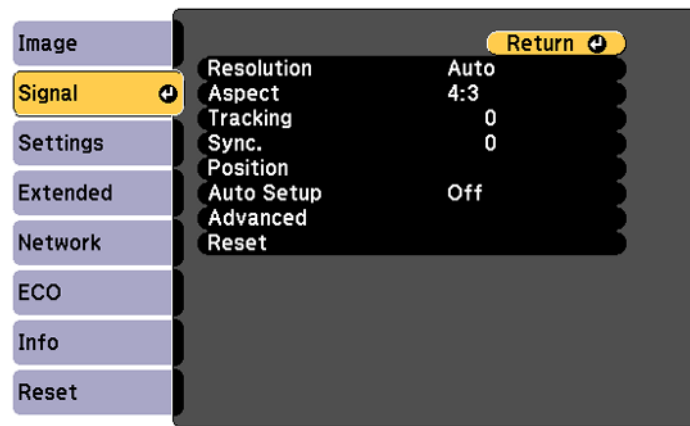 Image
Signal
Settings
Extended
Network
ECO
Info
Reset
Return
Resolution Auto
Aspect 4:3
Tracking 0
Sync. 0
Position
Auto Setup Off
Advanced
Reset